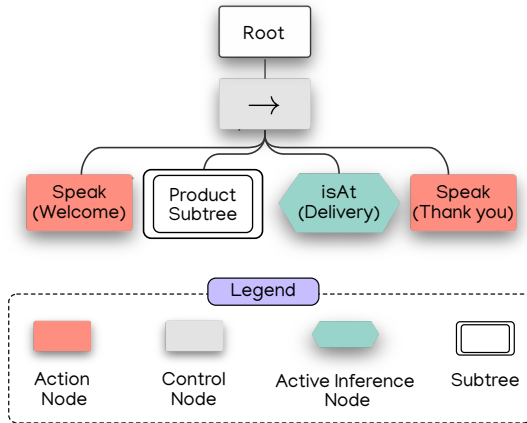 Root
→
Speak
(Welcome)
Product
Subtree
isAt
(Delivery)
Speak
(Thank you)
Legend
Action
Node
Control
Node
Active Inference
Node
Subtree